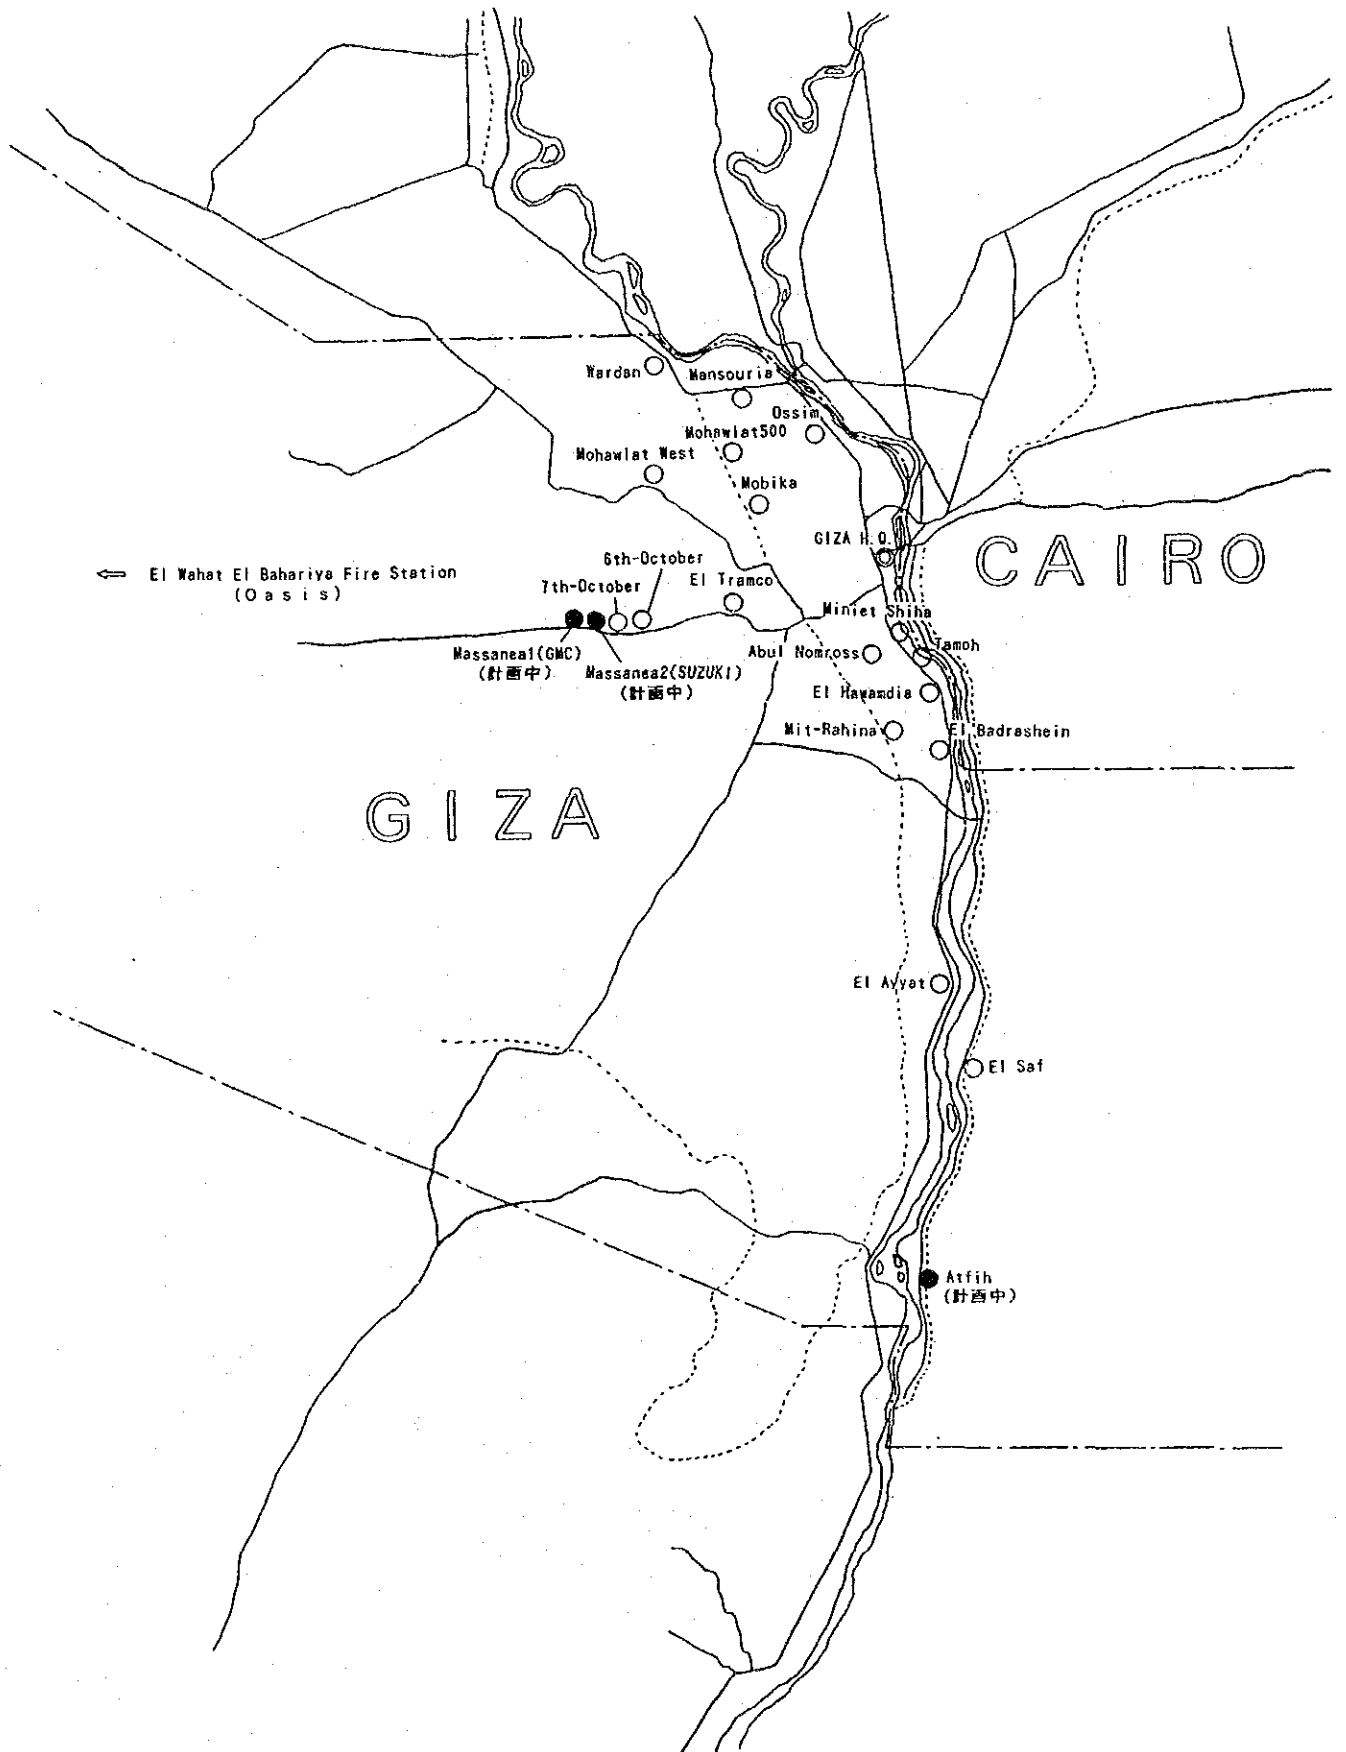 Wardan
Mansouria
Ossim
Mohawlat500
Mohawlat West
Mobika
GIZA H.Q.
CAIRO
6th-October
⇐ El Wahat El Bahariya Fire Station
(Oasis)
7th-October
El Tramco
Miniet Shiha
Massanea1(GMC)
(計画中)
Massanea2(SUZUKI)
(計画中)
Abul Nomross
Tamoh
El Hawamdia
Mit-Rahina
El Badrashein
GIZA
El Ayyat
El Saf
Atfih
(計画中)